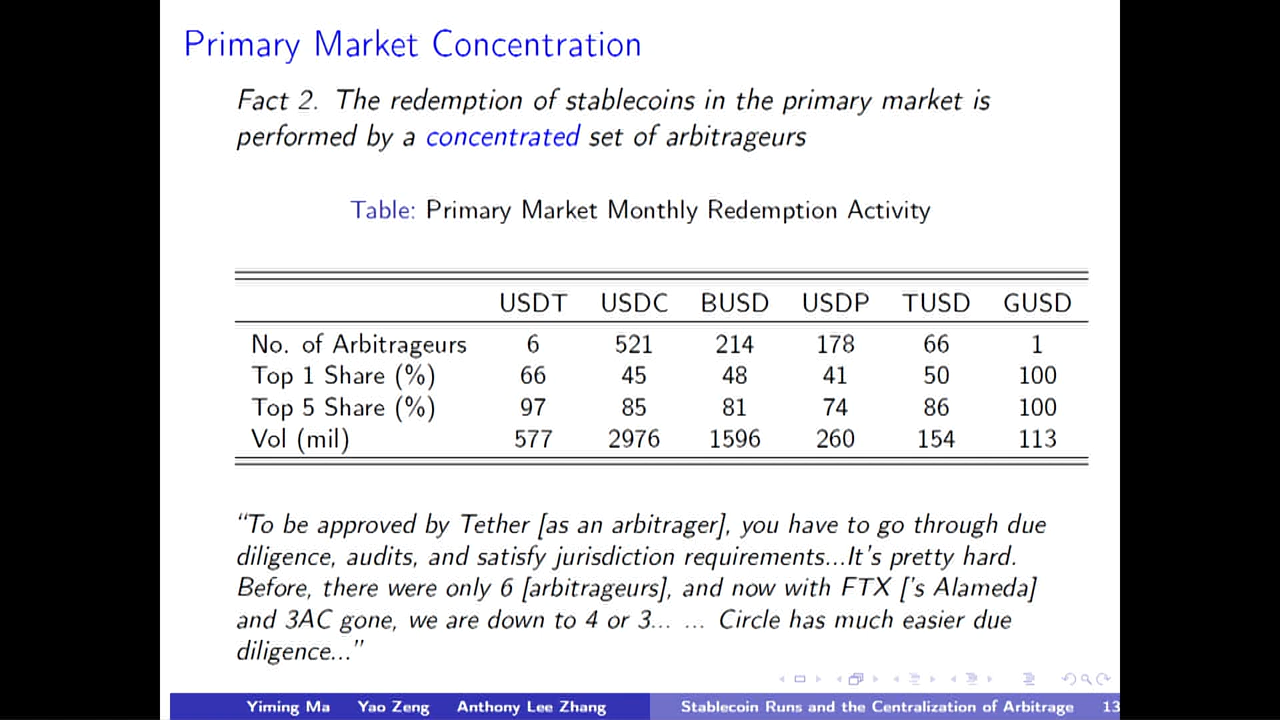 Primary Market Concentration
Fact 2. The redemption of stablecoins in the primary market is
performed by a concentrated set of arbitrageurs
Table: Primary Market Monthly Redemption Activity
USDT USDC BUSD USDP TUSD GUSD
No. of Arbitrageurs 6 521 214 178 66 1
Top 1 Share (%) 66 45 48 41 50 100
Top 5 Share (%) 97 85 81 74 86 100
Vol (mil) 577 2976 1596 260 154 113
“To be approved by Tether [as an arbitrager], you have to go through due
diligence, audits, and satisfy jurisdiction requirements...It's pretty hard.
Before, there were only 6 [arbitrageurs], and now with FTX ['s Alameda]
and 3AC gone, we are down to 4 or 3... ... Circle has much easier due
diligence...”
Yiming Ma Yao Zeng Anthony Lee Zhang Stablecoin Runs and the Centralization of Arbitrage 13